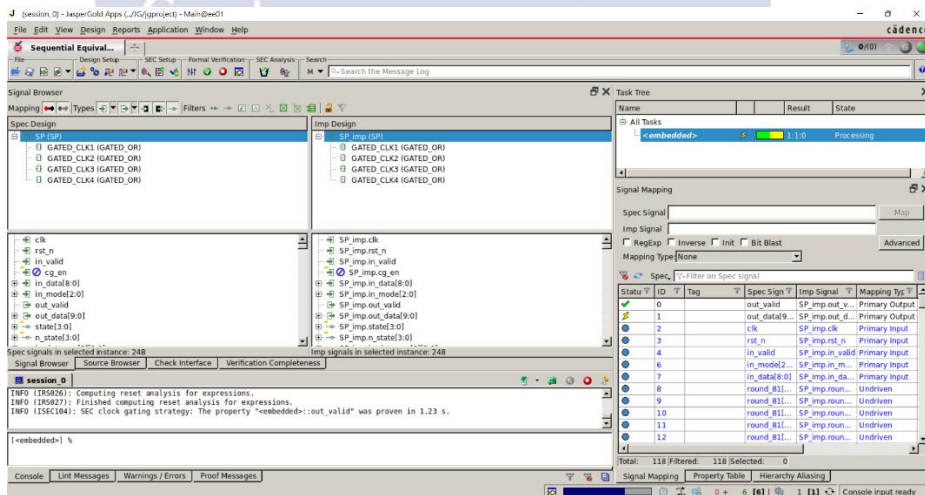 (session_0) - JasperGold Apps (../JG/jgproject) - Main@ee01
File Edit View Design Reports Application Window Help
cādence
Sequential Equival...
0/(0)
File Design Setup SEC Setup Formal Verification SEC Analysis Search
M Search the Message Log
Signal Browser
Mapping Types Filters
Spec Design
SP (SP)
GATED_CLK1 (GATED_OR)
GATED_CLK2 (GATED_OR)
GATED_CLK3 (GATED_OR)
GATED_CLK4 (GATED_OR)
Imp Design
SP_imp (SP)
GATED_CLK1 (GATED_OR)
GATED_CLK2 (GATED_OR)
GATED_CLK3 (GATED_OR)
GATED_CLK4 (GATED_OR)
clk
rst_n
in_valid
cg_en
in_data[8:0]
in_mode[2:0]
out_valid
out_data[9:0]
state[3:0]
n_state[3:0]
SP_imp.clk
SP_imp.rst_n
SP_imp.in_valid
SP_imp.cg_en
SP_imp.in_data[8:0]
SP_imp.in_mode[2:0]
SP_imp.out_valid
SP_imp.out_data[9:0]
SP_imp.state[3:0]
SP_imp.n_state[3:0]
Spec signals in selected instance: 248
Imp signals in selected instance: 248
Signal Browser Source Browser Check Interface Verification Completeness
session_0
INFO (IRS026): Computing reset analysis for expressions.
INFO (IRS027): Finished computing reset analysis for expressions.
INFO (ISEC104): SEC clock gating strategy: The property "<embedded>::out_valid" was proven in 1.23 s.
[<embedded>] %
Console Lint Messages Warnings / Errors Proof Messages
Task Tree
Name Result State
All Tasks
<embedded> 1:1:0 Processing
Signal Mapping
Spec Signal Map
Imp Signal
RegExp Inverse Init Bit Blast Advanced
Mapping Type: None
Spec Filter on Spec signal
Statu ID Tag Spec Sign Imp Signal Mapping Typ
0 out_valid SP_imp.out_v... Primary Output
1 out_data[9... SP_imp.out_d... Primary Output
2 clk SP_imp.clk Primary Input
3 rst_n SP_imp.rst_n Primary Input
4 in_valid SP_imp.in_valid Primary Input
6 in_mode[2... SP_imp.in_m... Primary Input
7 in_data[8:0] SP_imp.in_da... Primary Input
8 round_81[... SP_imp.roun... Undriven
9 round_81[... SP_imp.roun... Undriven
10 round_81[... SP_imp.roun... Undriven
11 round_81[... SP_imp.roun... Undriven
12 round_81[... SP_imp.roun... Undriven
Total: 118 Filtered: 118 Selected: 0
Signal Mapping Property Table Hierarchy Aliasing
0 + 6 [6] 1 [1] Console input ready